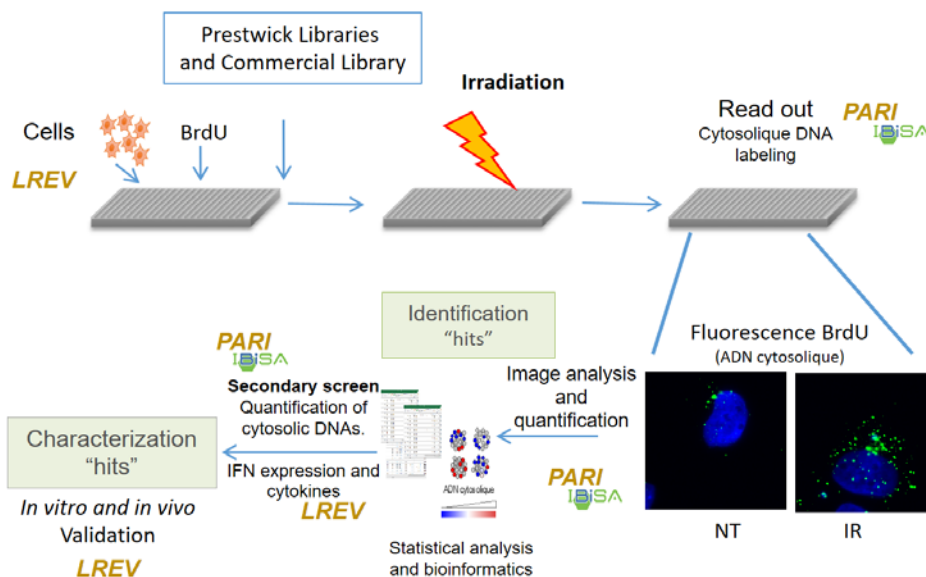 Prestwick Libraries
and Commercial Library
Irradiation
Cells
BrdU
LREV
Read out
Cytosolique DNA
labeling
PARI
IBiSA
Fluorescence BrdU
(ADN cytosolique)
NT
IR
Image analysis
and
quantification
PARI
IBiSA
Identification
“hits”
ADN cytosolique
Statistical analysis
and bioinformatics
PARI
IBiSA
Secondary screen
Quantification of
cytosolic DNAs.
IFN expression and
cytokines
LREV
Characterization
“hits”
In vitro and in vivo
Validation
LREV